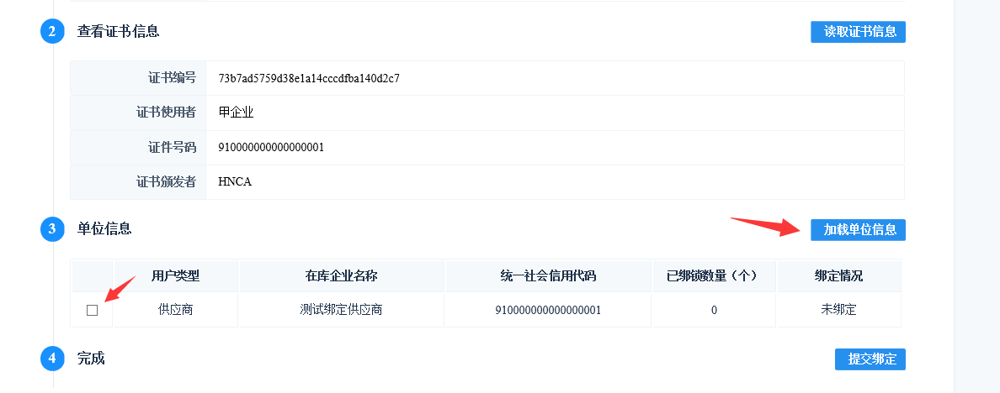 2 查看证书信息 读取证书信息
证书编号 73b7ad5759d38e1a14cccdfba140d2c7
证书使用者 甲企业
证件号码 910000000000000001
证书颁发者 HNCA
3 单位信息 加载单位信息
用户类型 在库企业名称 统一社会信用代码 已绑锁数量（个） 绑定情况
供应商 测试绑定供应商 910000000000000001 0 未绑定
4 完成 提交绑定